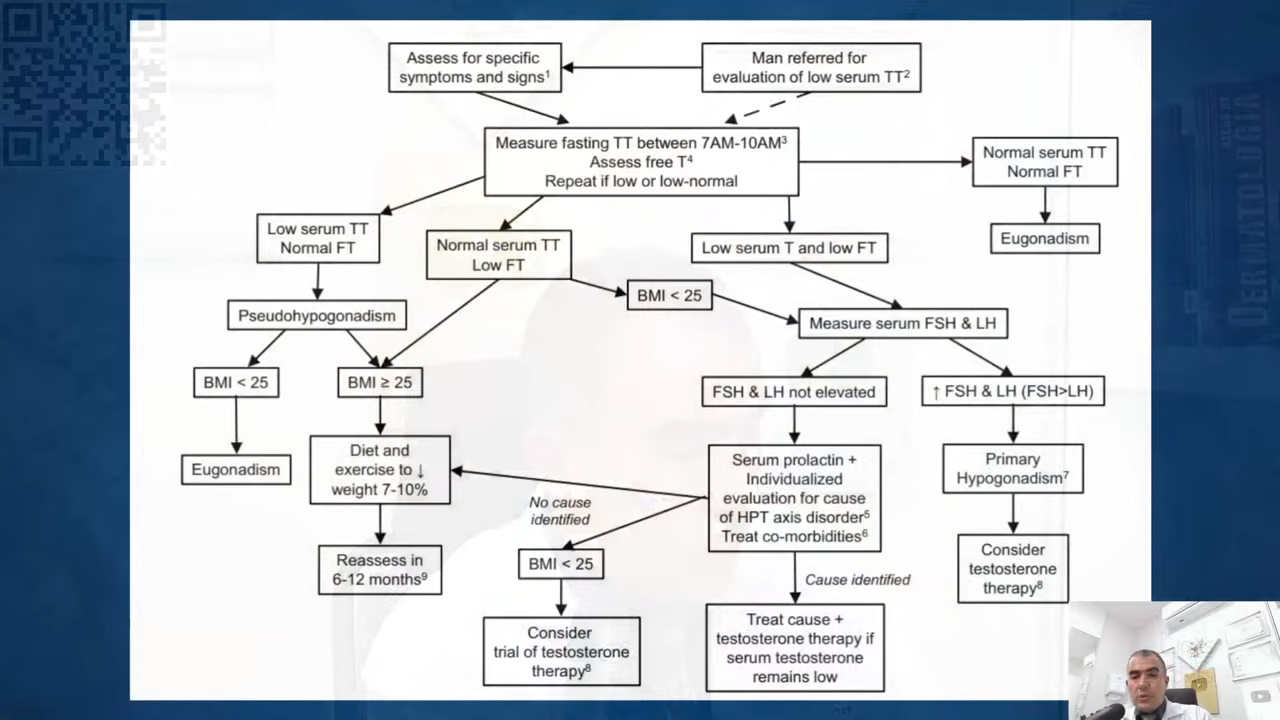 Assess for specific
symptoms and signs¹
Man referred for
evaluation of low serum TT²
Measure fasting TT between 7AM-10AM³
Assess free T⁴
Repeat if low or low-normal
Normal serum TT
Normal FT
Eugonadism
Low serum TT
Normal FT
Normal serum TT
Low FT
Low serum T and low FT
BMI < 25
Pseudohypogonadism
Measure serum FSH & LH
BMI < 25
BMI ≥ 25
FSH & LH not elevated
↑ FSH & LH (FSH>LH)
Eugonadism
Diet and
exercise to ↓
weight 7-10%
Serum prolactin +
Individualized
evaluation for cause
of HPT axis disorder⁵
Treat co-morbidities⁶
Primary
Hypogonadism⁷
No cause
identified
Reassess in
6-12 months⁹
BMI < 25
Cause identified
Consider
testosterone
therapy⁸
Consider
trial of testosterone
therapy⁸
Treat cause +
testosterone therapy if
serum testosterone
remains low
DERMATOLOGIA